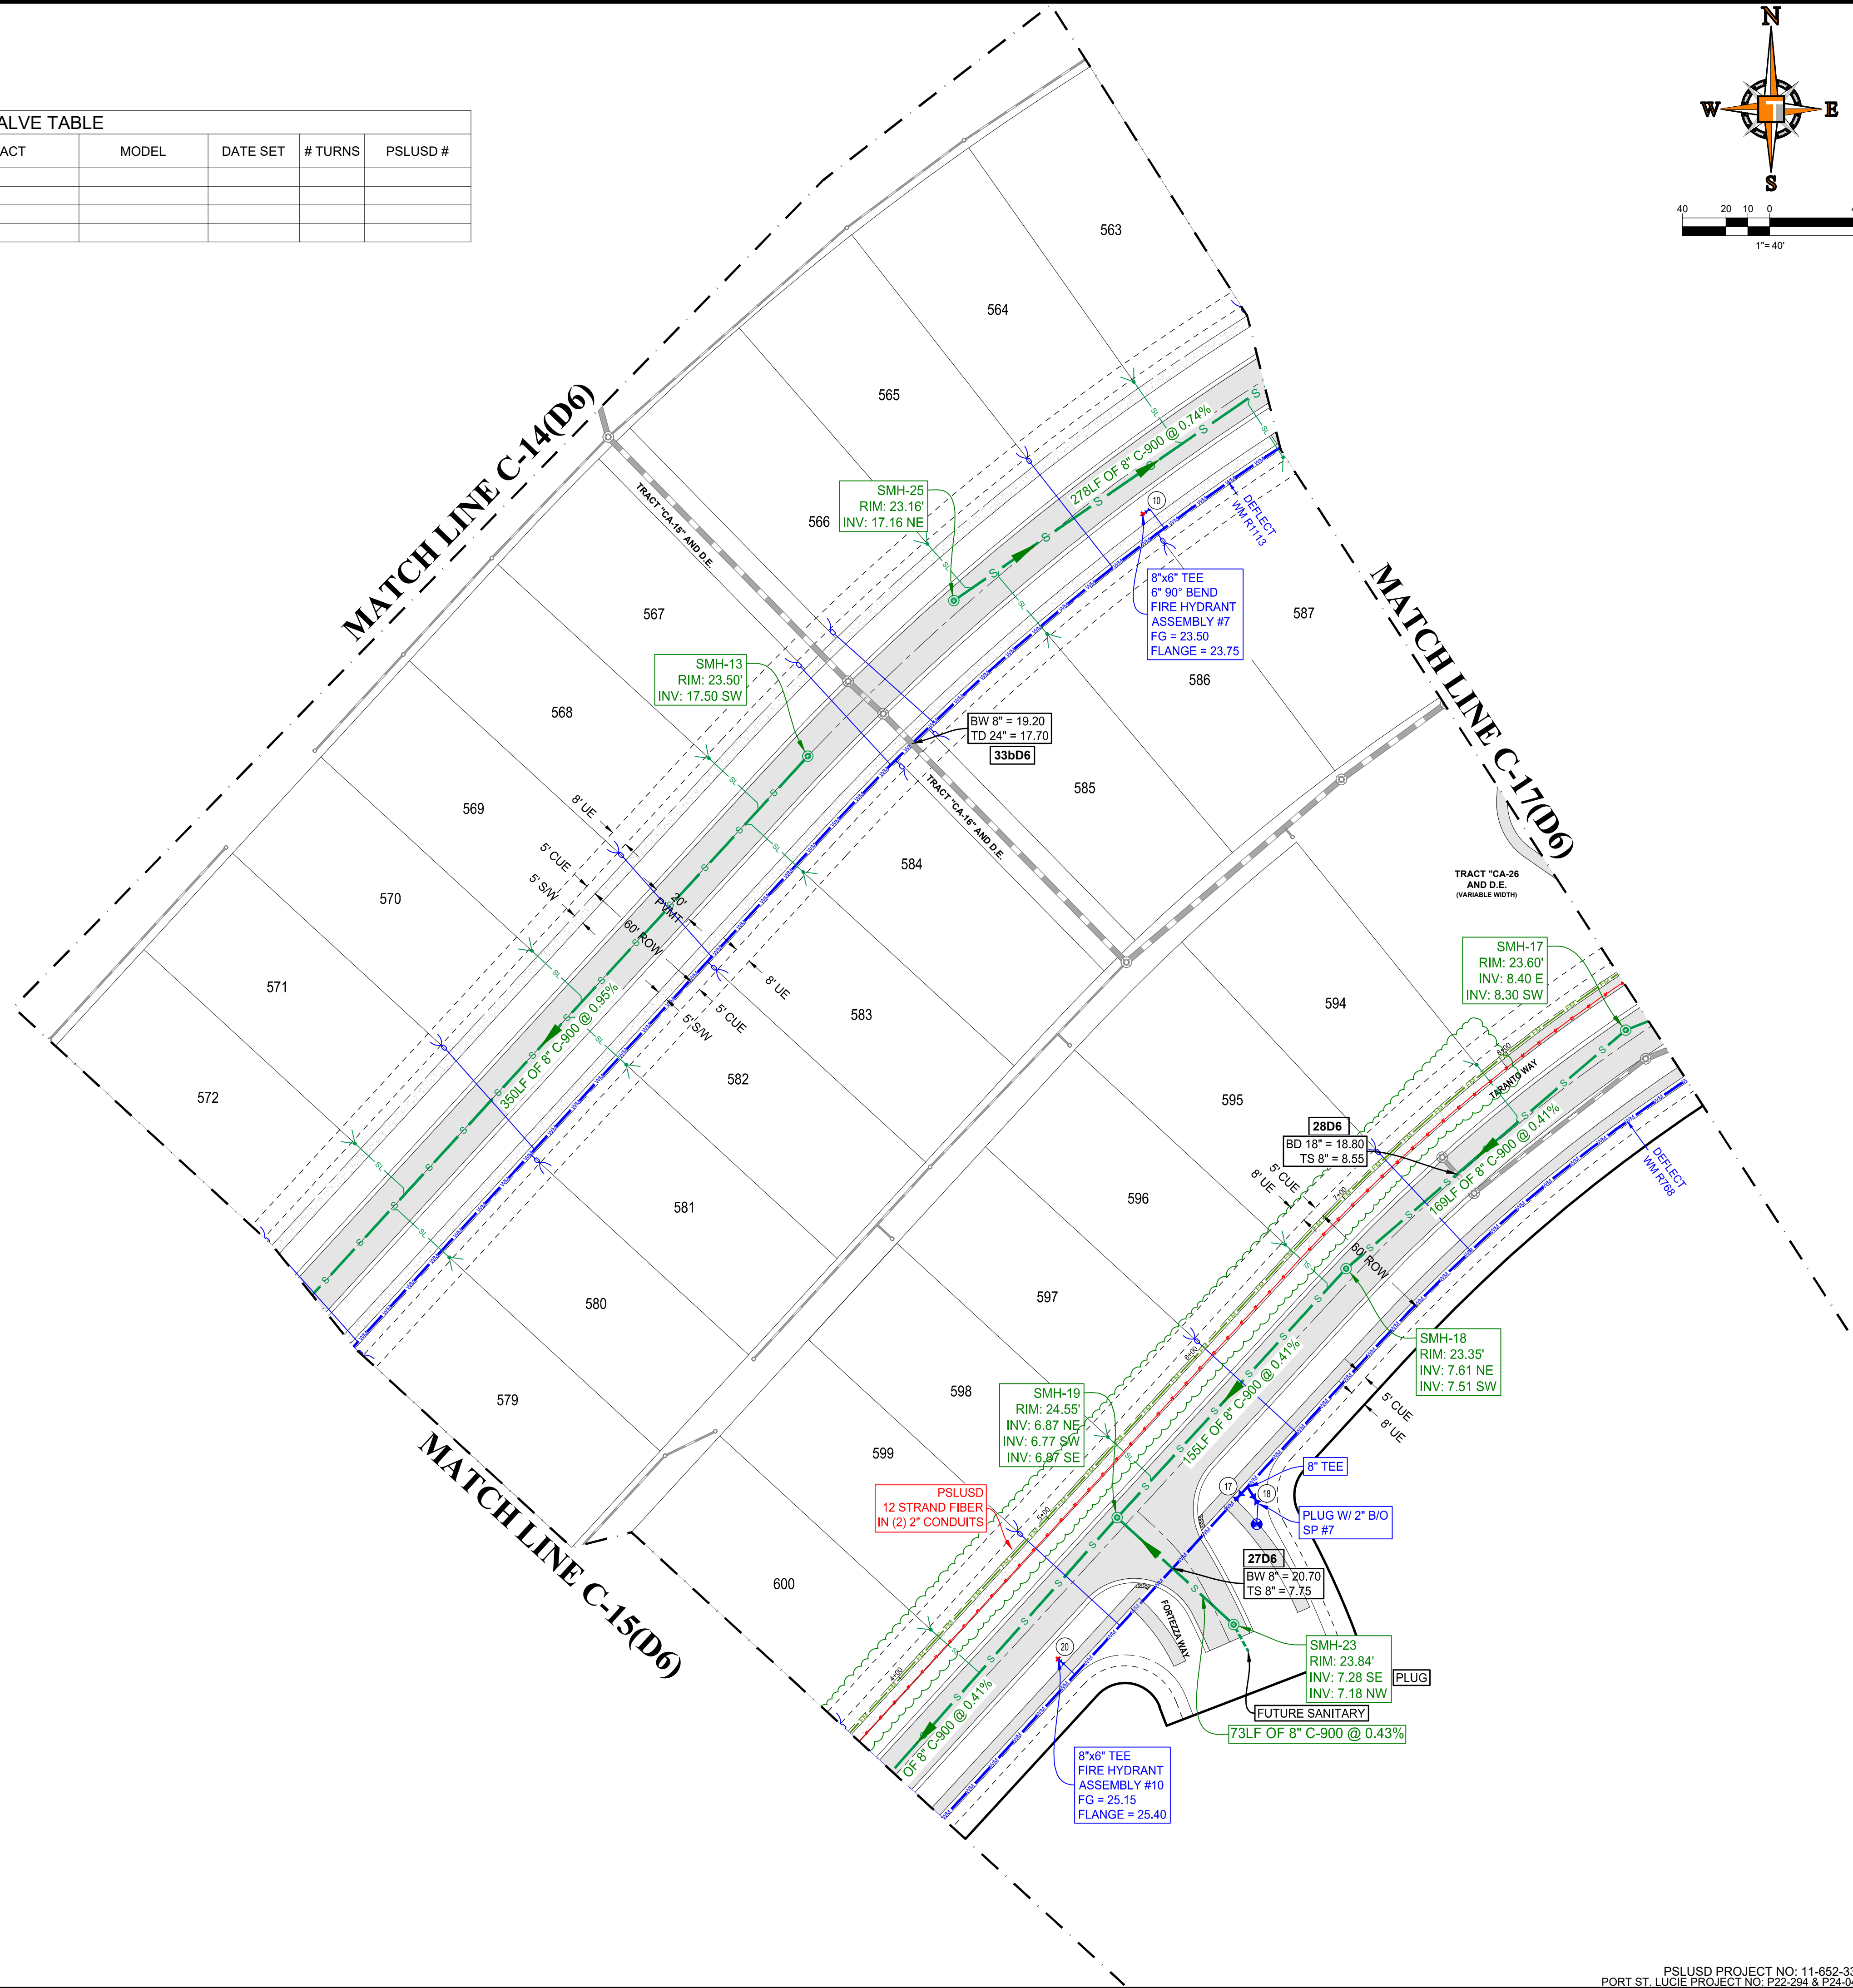 ALVE TABLE
ACT MODEL DATE SET # TURNS PSLUSD #
N
W T E
S
40 20 10 0
1"= 40'
MATCH LINE C-14(D6)
MATCH LINE C-17(D6)
MATCH LINE C-15(D6)
563
564
565
566
567
568
569
570
571
572
579
580
581
582
583
584
585
586
587
594
595
596
597
598
599
600
TRACT "CA-15" AND D.E.
TRACT "CA-16" AND D.E.
TRACT "CA-26
AND D.E.
(VARIABLE WIDTH)
SMH-25
RIM: 23.16'
INV: 17.16 NE
278LF OF 8" C-900 @ 0.74%
10
DEFLECT
WM R1113
8"x6" TEE
6" 90° BEND
FIRE HYDRANT
ASSEMBLY #7
FG = 23.50
FLANGE = 23.75
SMH-13
RIM: 23.50'
INV: 17.50 SW
BW 8" = 19.20
TD 24" = 17.70
33bD6
8' UE
5' CUE
5' S/W
20'
PVMT
60' ROW
8' UE
5' CUE
5' S/W
350LF OF 8" C-900 @ 0.95%
SMH-17
RIM: 23.60'
INV: 8.40 E
INV: 8.30 SW
8+00
TARANTO WAY
28D6
BD 18" = 18.80
TS 8" = 8.55
169LF OF 8" C-900 @ 0.41%
DEFLECT
WM R768
5' CUE
8' UE
7+00
60' ROW
SMH-18
RIM: 23.35'
INV: 7.61 NE
INV: 7.51 SW
6+00
155LF OF 8" C-900 @ 0.41%
5' CUE
8' UE
SMH-19
RIM: 24.55'
INV: 6.87 NE
INV: 6.77 SW
INV: 6.87 SE
PSLUSD
12 STRAND FIBER
IN (2) 2" CONDUITS
5+00
17
18
8" TEE
PLUG W/ 2" B/O
SP #7
27D6
BW 8" = 20.70
TS 8" = 7.75
FORTEZZA WAY
20
4+00
SMH-23
RIM: 23.84'
INV: 7.28 SE
INV: 7.18 NW
PLUG
FUTURE SANITARY
73LF OF 8" C-900 @ 0.43%
OF 8" C-900 @ 0.41%
8"x6" TEE
FIRE HYDRANT
ASSEMBLY #10
FG = 25.15
FLANGE = 25.40
PSLUSD PROJECT NO: 11-652-33
PORT ST. LUCIE PROJECT NO: P22-294 & P24-04